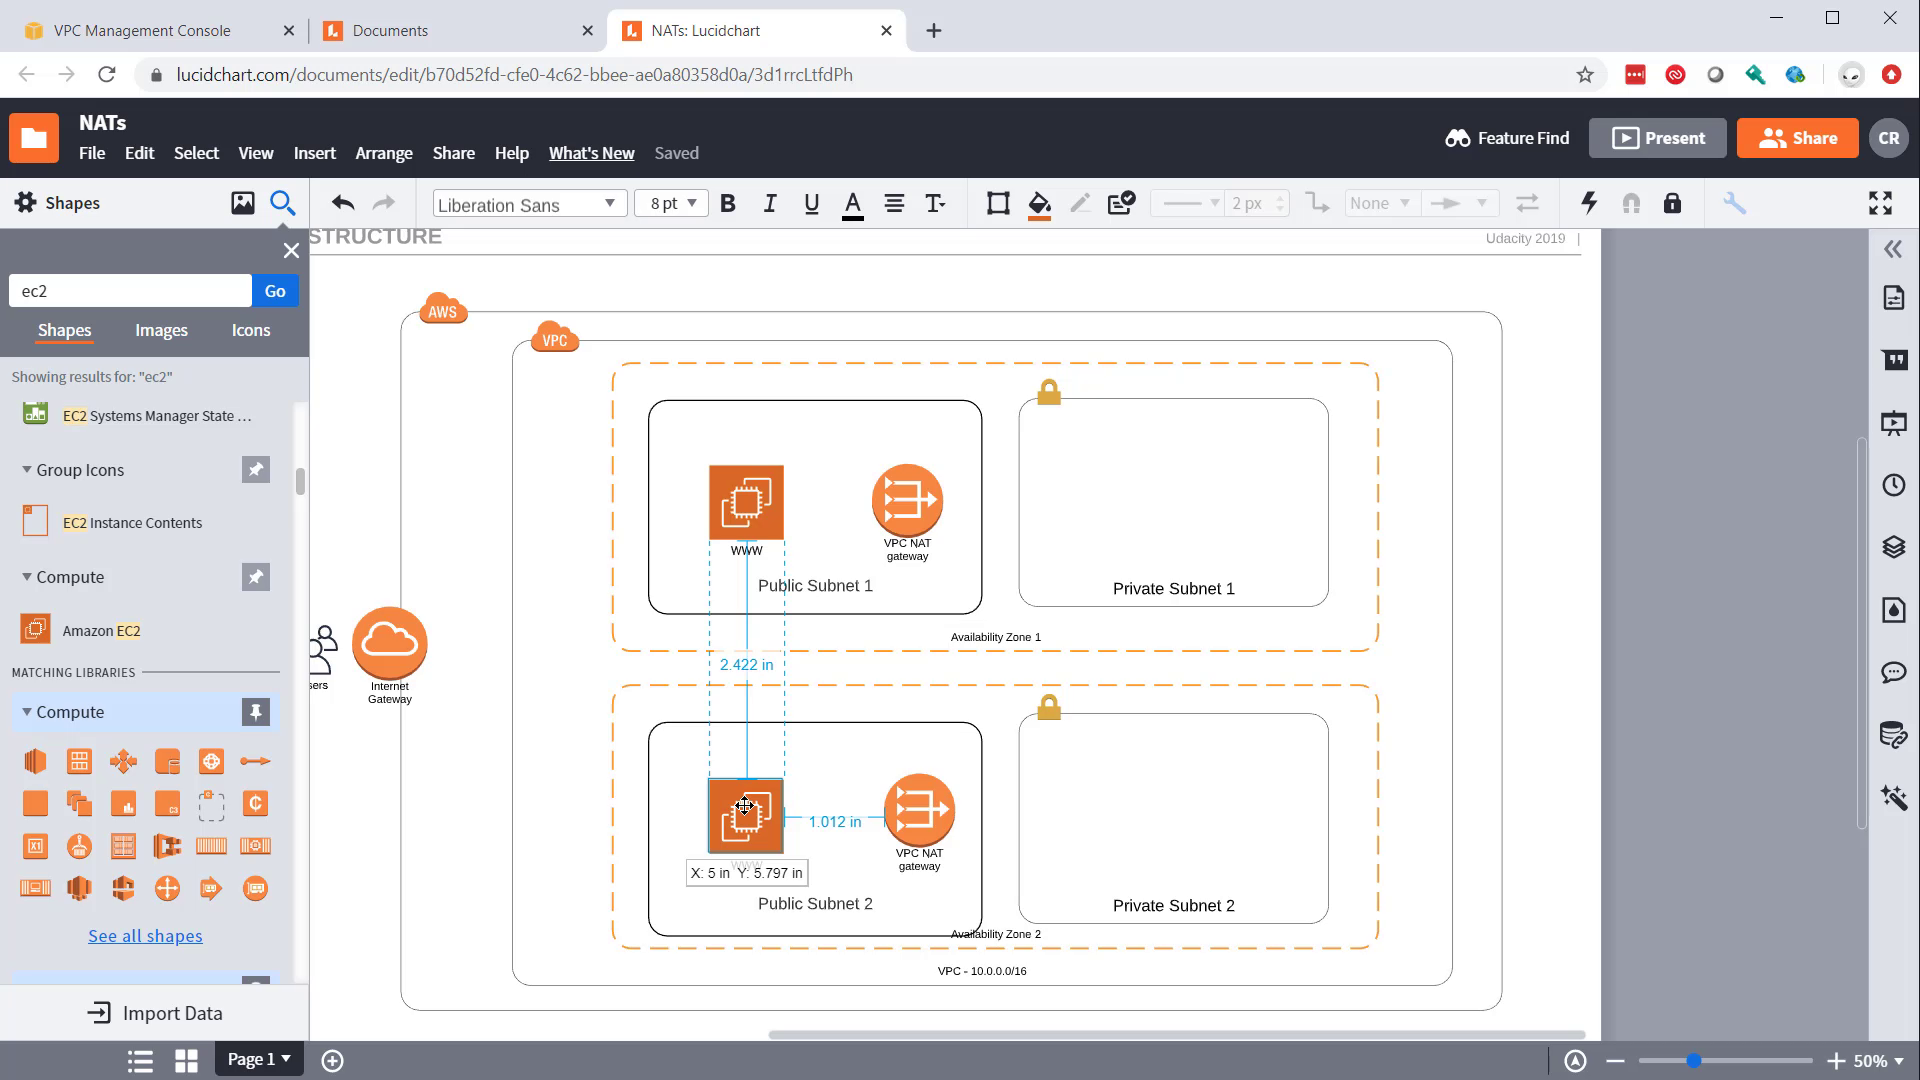 VPC Management Console
Documents
NATs: Lucidchart
lucidchart.com/documents/edit/b70d52fd-cfe0-4c62-bbee-ae0a80358d0a/3d1rrcLtfdPh
NATs
File Edit Select View Insert Arrange Share Help What's New Saved
Feature Find
Present
Share
CR
Shapes
Liberation Sans
8 pt
B I U A T
2 px
None
STRUCTURE
Udacity 2019 |
ec2
Go
Shapes Images Icons
Showing results for: "ec2"
EC2 Systems Manager State ...
Group Icons
EC2 Instance Contents
Compute
Amazon EC2
MATCHING LIBRARIES
Compute
C3
X1
See all shapes
Import Data
AWS
VPC
WWW
VPC NAT
gateway
Public Subnet 1
Private Subnet 1
Availability Zone 1
sers
Internet
Gateway
2.422 in
1.012 in
WWW
X: 5 in Y: 5.797 in
VPC NAT
gateway
Public Subnet 2
Private Subnet 2
Availability Zone 2
VPC - 10.0.0.0/16
Page 1
50%